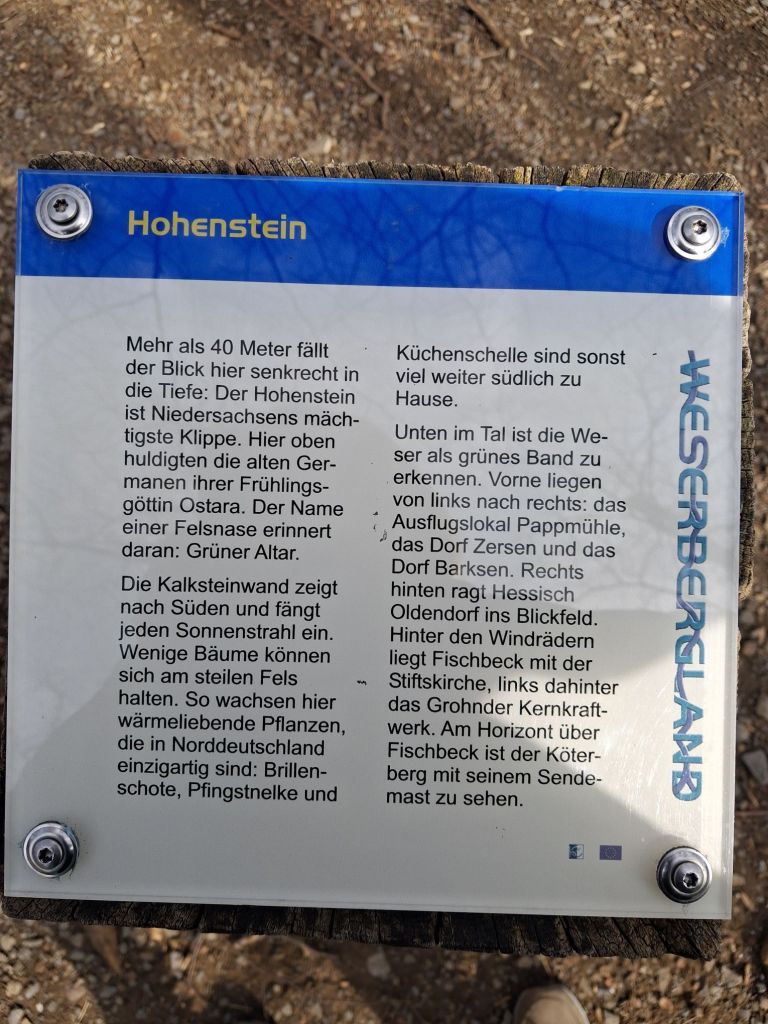 Hohenstein
Mehr als 40 Meter fällt
der Blick hier senkrecht in
die Tiefe: Der Hohenstein
ist Niedersachsens mäch-
tigste Klippe. Hier oben
huldigten die alten Ger-
manen ihrer Frühlings-
göttin Ostara. Der Name
einer Felsnase erinnert
daran: Grüner Altar.
Die Kalksteinwand zeigt
nach Süden und fängt
jeden Sonnenstrahl ein.
Wenige Bäume können
sich am steilen Fels
halten. So wachsen hier
wärmeliebende Pflanzen,
die in Norddeutschland
einzigartig sind: Brillen-
schote, Pfingstnelke und
Küchenschelle sind sonst
viel weiter südlich zu
Hause.
Unten im Tal ist die We-
ser als grünes Band zu
erkennen. Vorne liegen
von links nach rechts: das
Ausflugslokal Pappmühle,
das Dorf Zersen und das
Dorf Barksen. Rechts
hinten ragt Hessisch
Oldendorf ins Blickfeld.
Hinter den Windrädern
liegt Fischbeck mit der
Stiftskirche, links dahinter
das Grohnder Kernkraft-
werk. Am Horizont über
Fischbeck ist der Köter-
berg mit seinem Sende-
mast zu sehen.
WESERBERGLAND